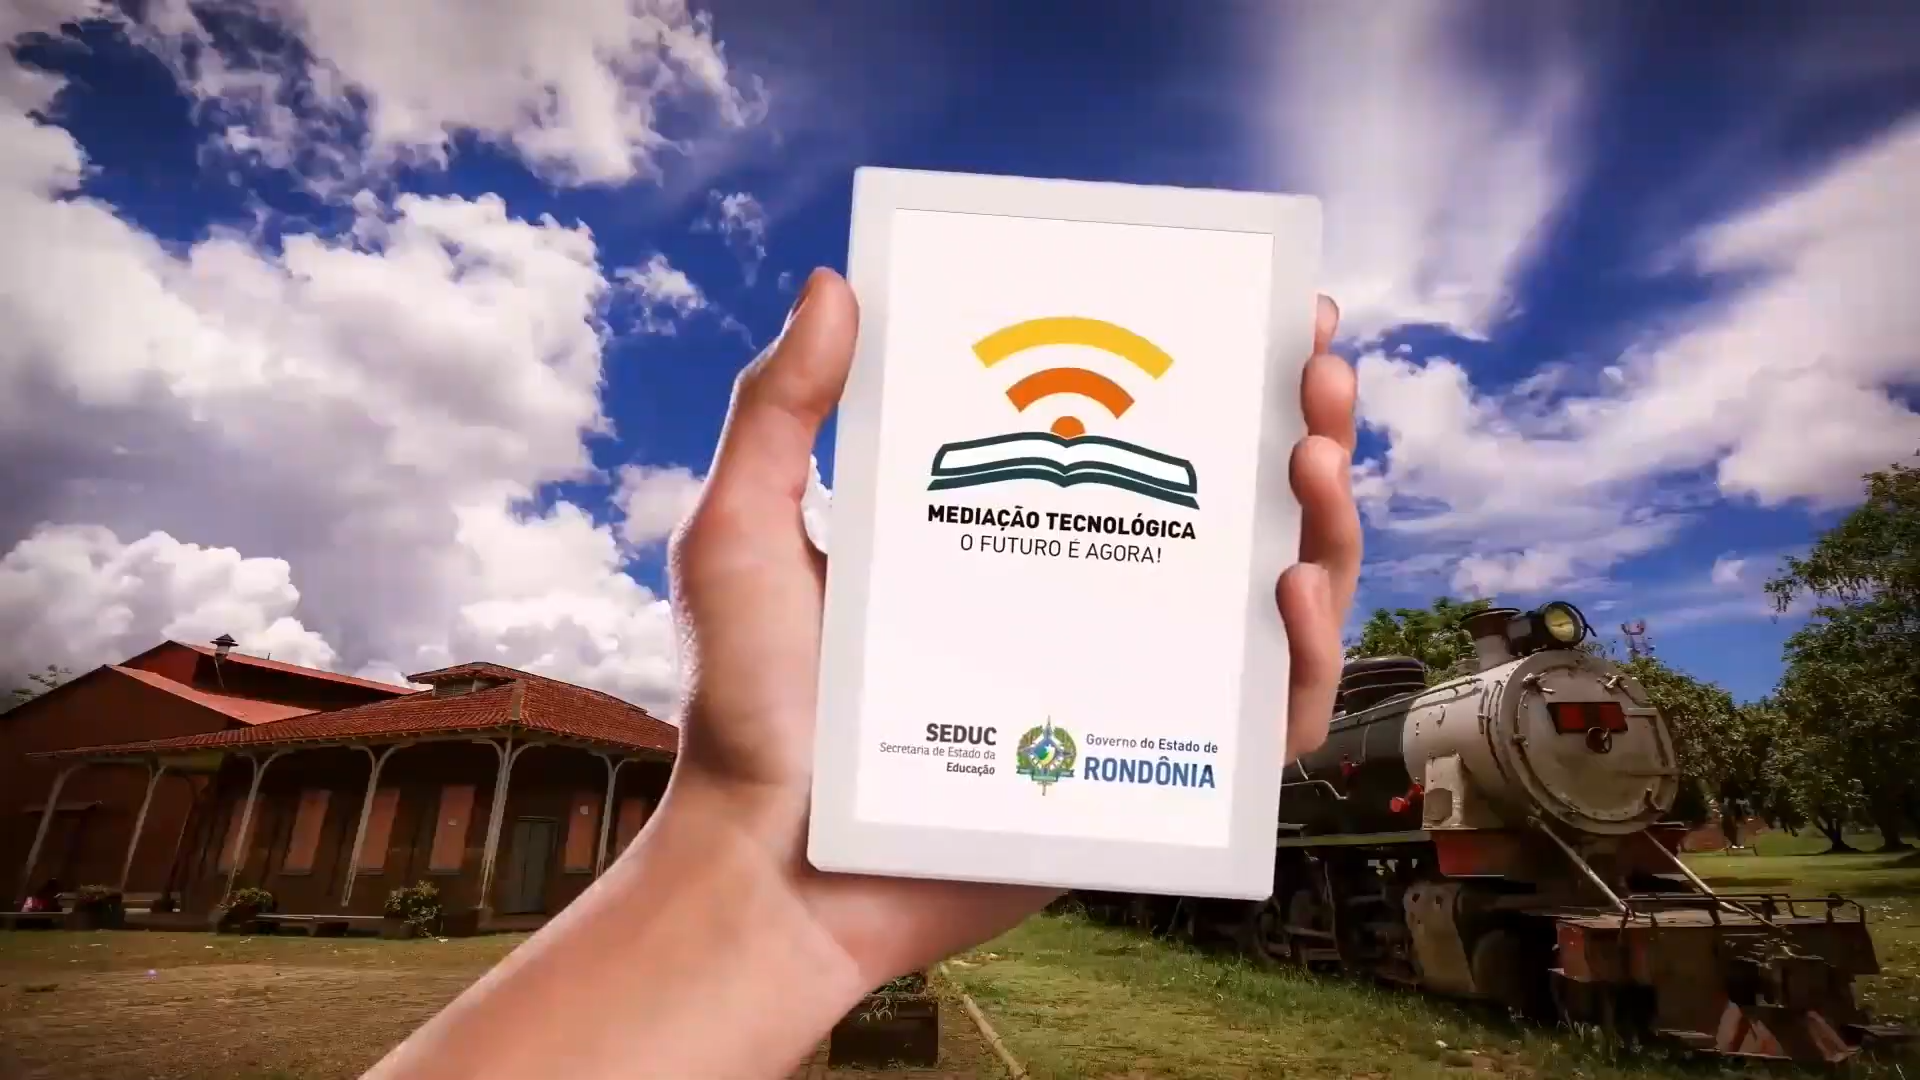 MEDIAÇÃO TECNOLÓGICA
O FUTURO É AGORA!
SEDUC
Secretaria de Estado da
Educação
Governo do Estado de
RONDÔNIA